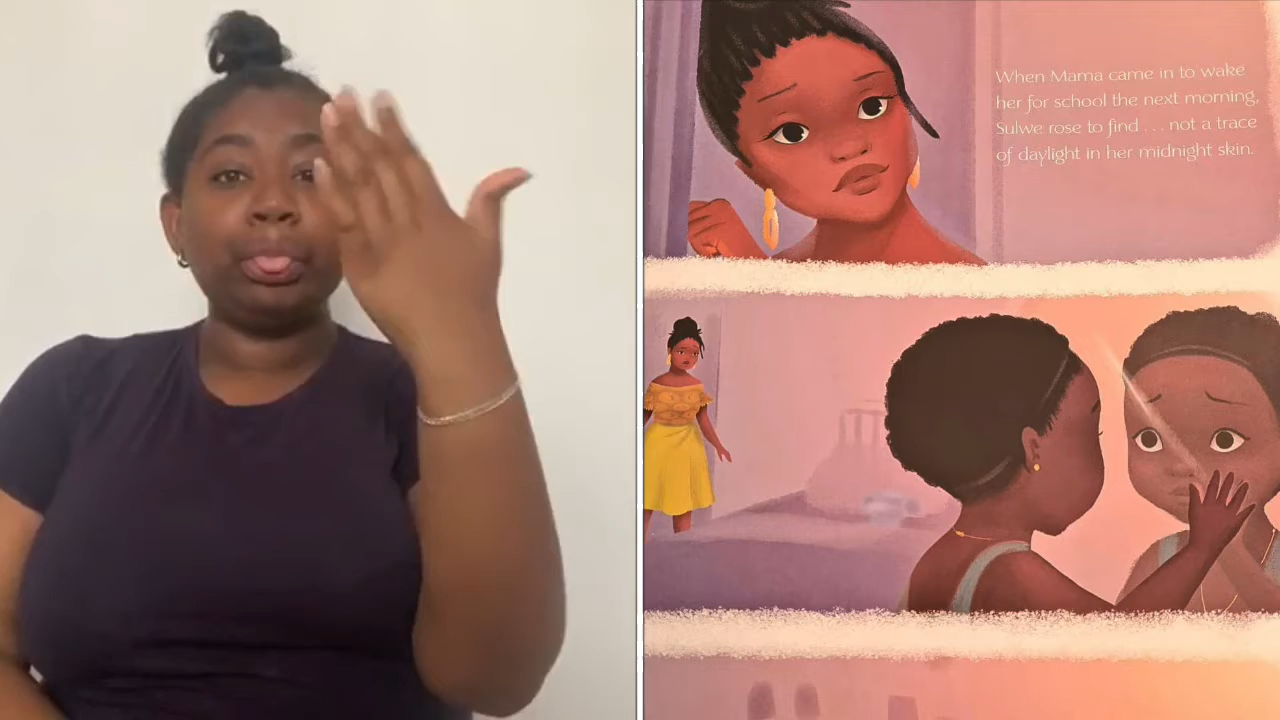 When Mama came in to wake
her for school the next morning,
Sulwe rose to find . . . not a trace
of daylight in her midnight skin.